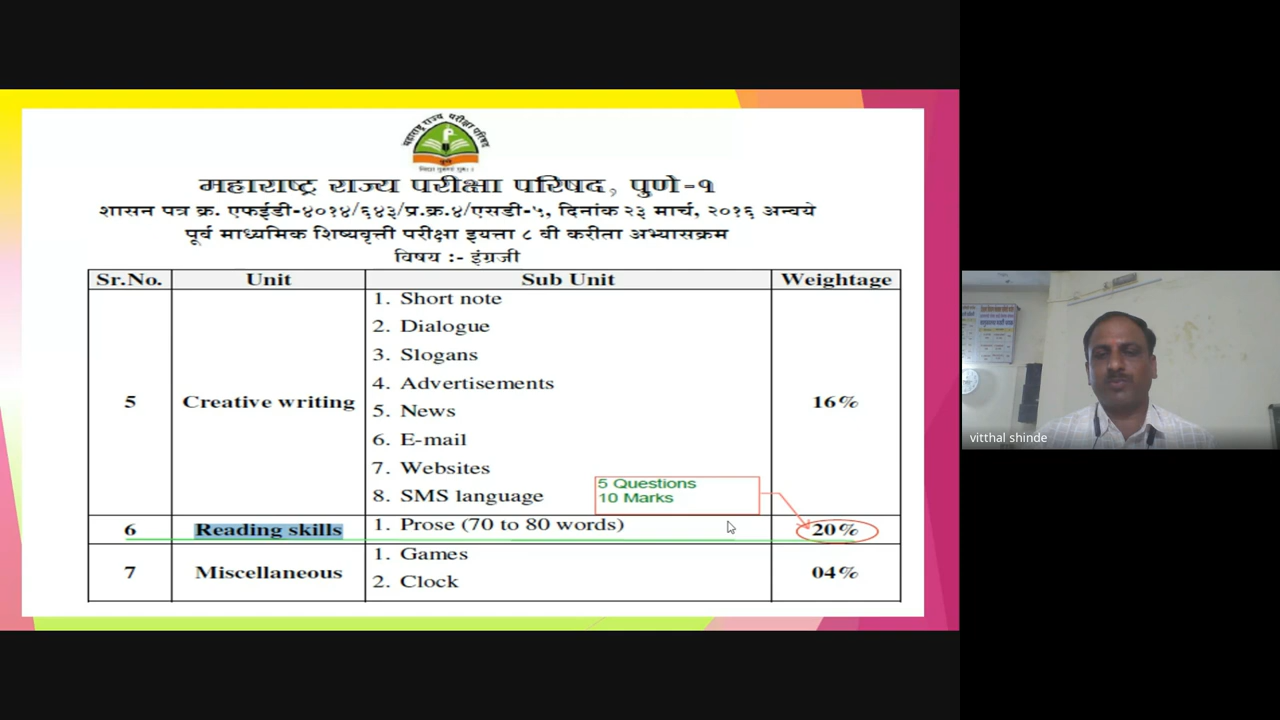 महाराष्ट्र राज्य परीक्षा परिषद
पुणे
महाराष्ट्र राज्य परीक्षा परिषद, पुणे-१
शासन पत्र क्र. एफईडी-४०१४/६४३/प्र.क्र.४/एसडी-५, दिनांक २३ मार्च, २०१६ अन्वये
पूर्व माध्यमिक शिष्यवृत्ती परीक्षा इयत्ता ८ वी करीता अभ्यासक्रम
विषय :- इंग्रजी
Sr.No. Unit Sub Unit Weightage
1. Short note
2. Dialogue
3. Slogans
4. Advertisements
5 Creative writing 16%
5. News
6. E-mail
7. Websites
8. SMS language
5 Questions
10 Marks
6 Reading skills 1. Prose (70 to 80 words) 20%
1. Games
7 Miscellaneous 04%
2. Clock
vitthal shinde